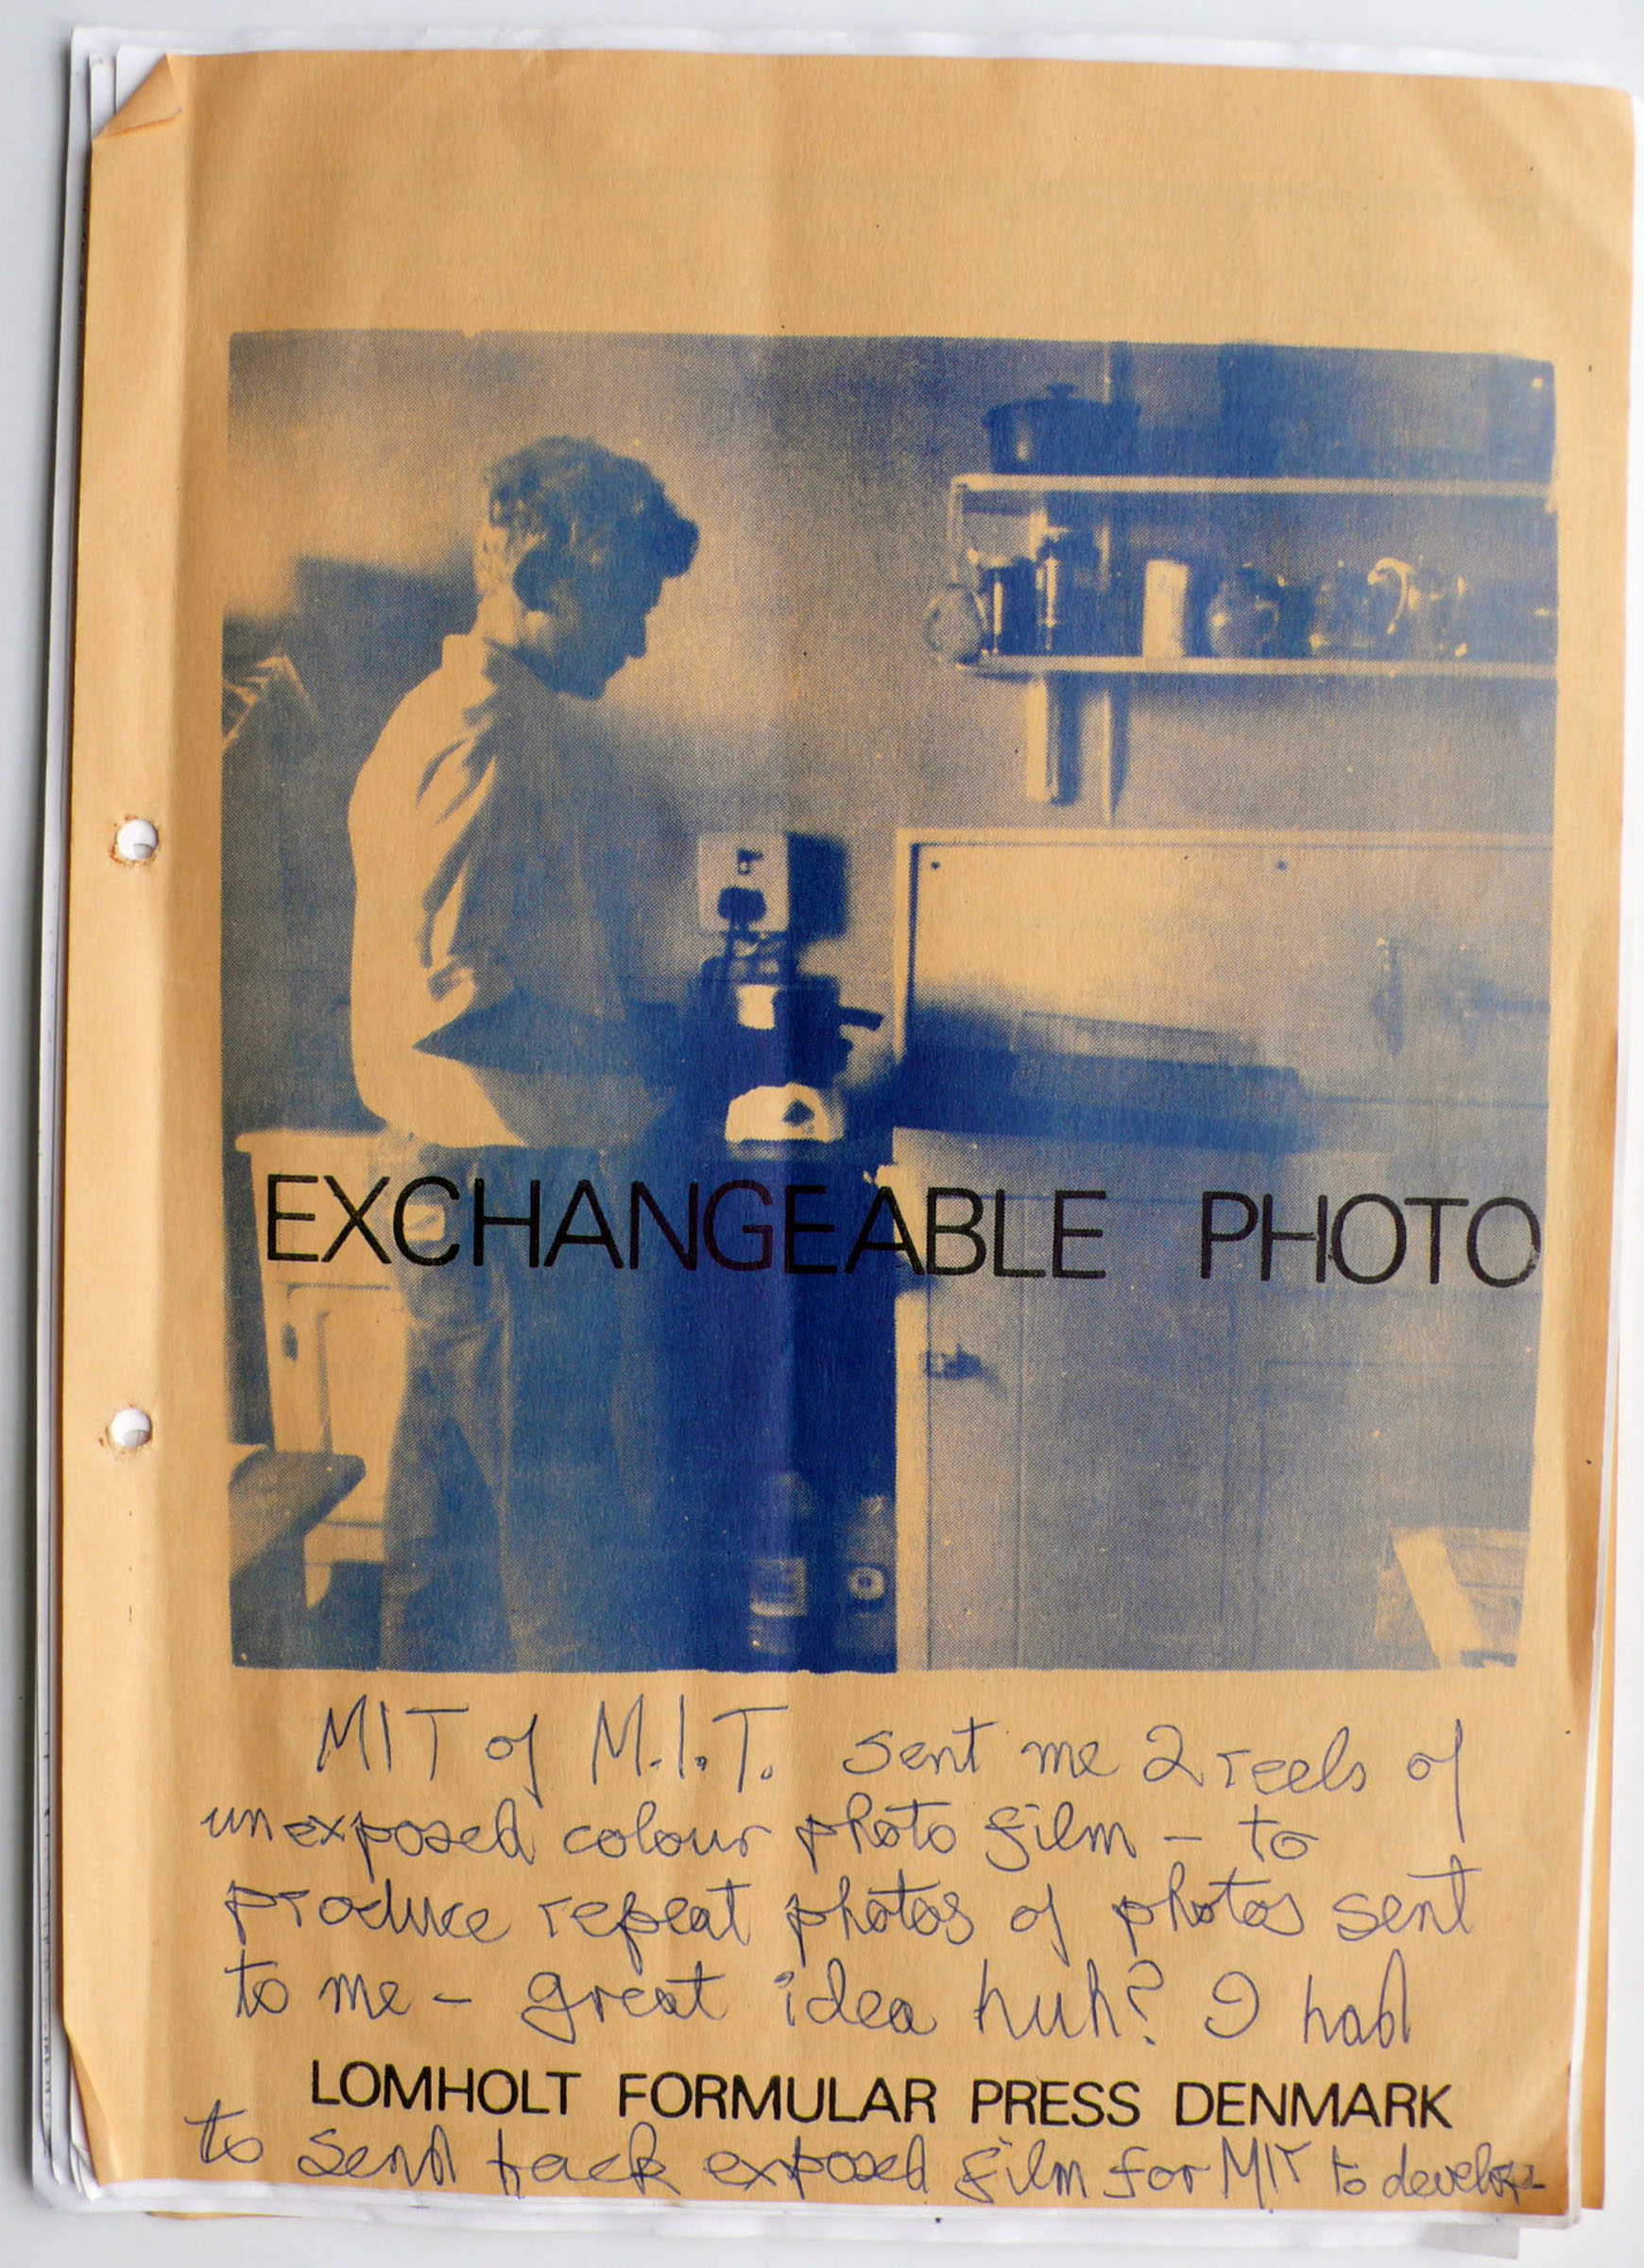 EXCHANGEABLE PHOTO
MIT of M.I.T. sent me 2 reels of
unexposed colour photo film – to
produce repeat photos of photos sent
to me – great idea huh? I had
LOMHOLT FORMULAR PRESS DENMARK
to send back exposed film for MIT to develop –